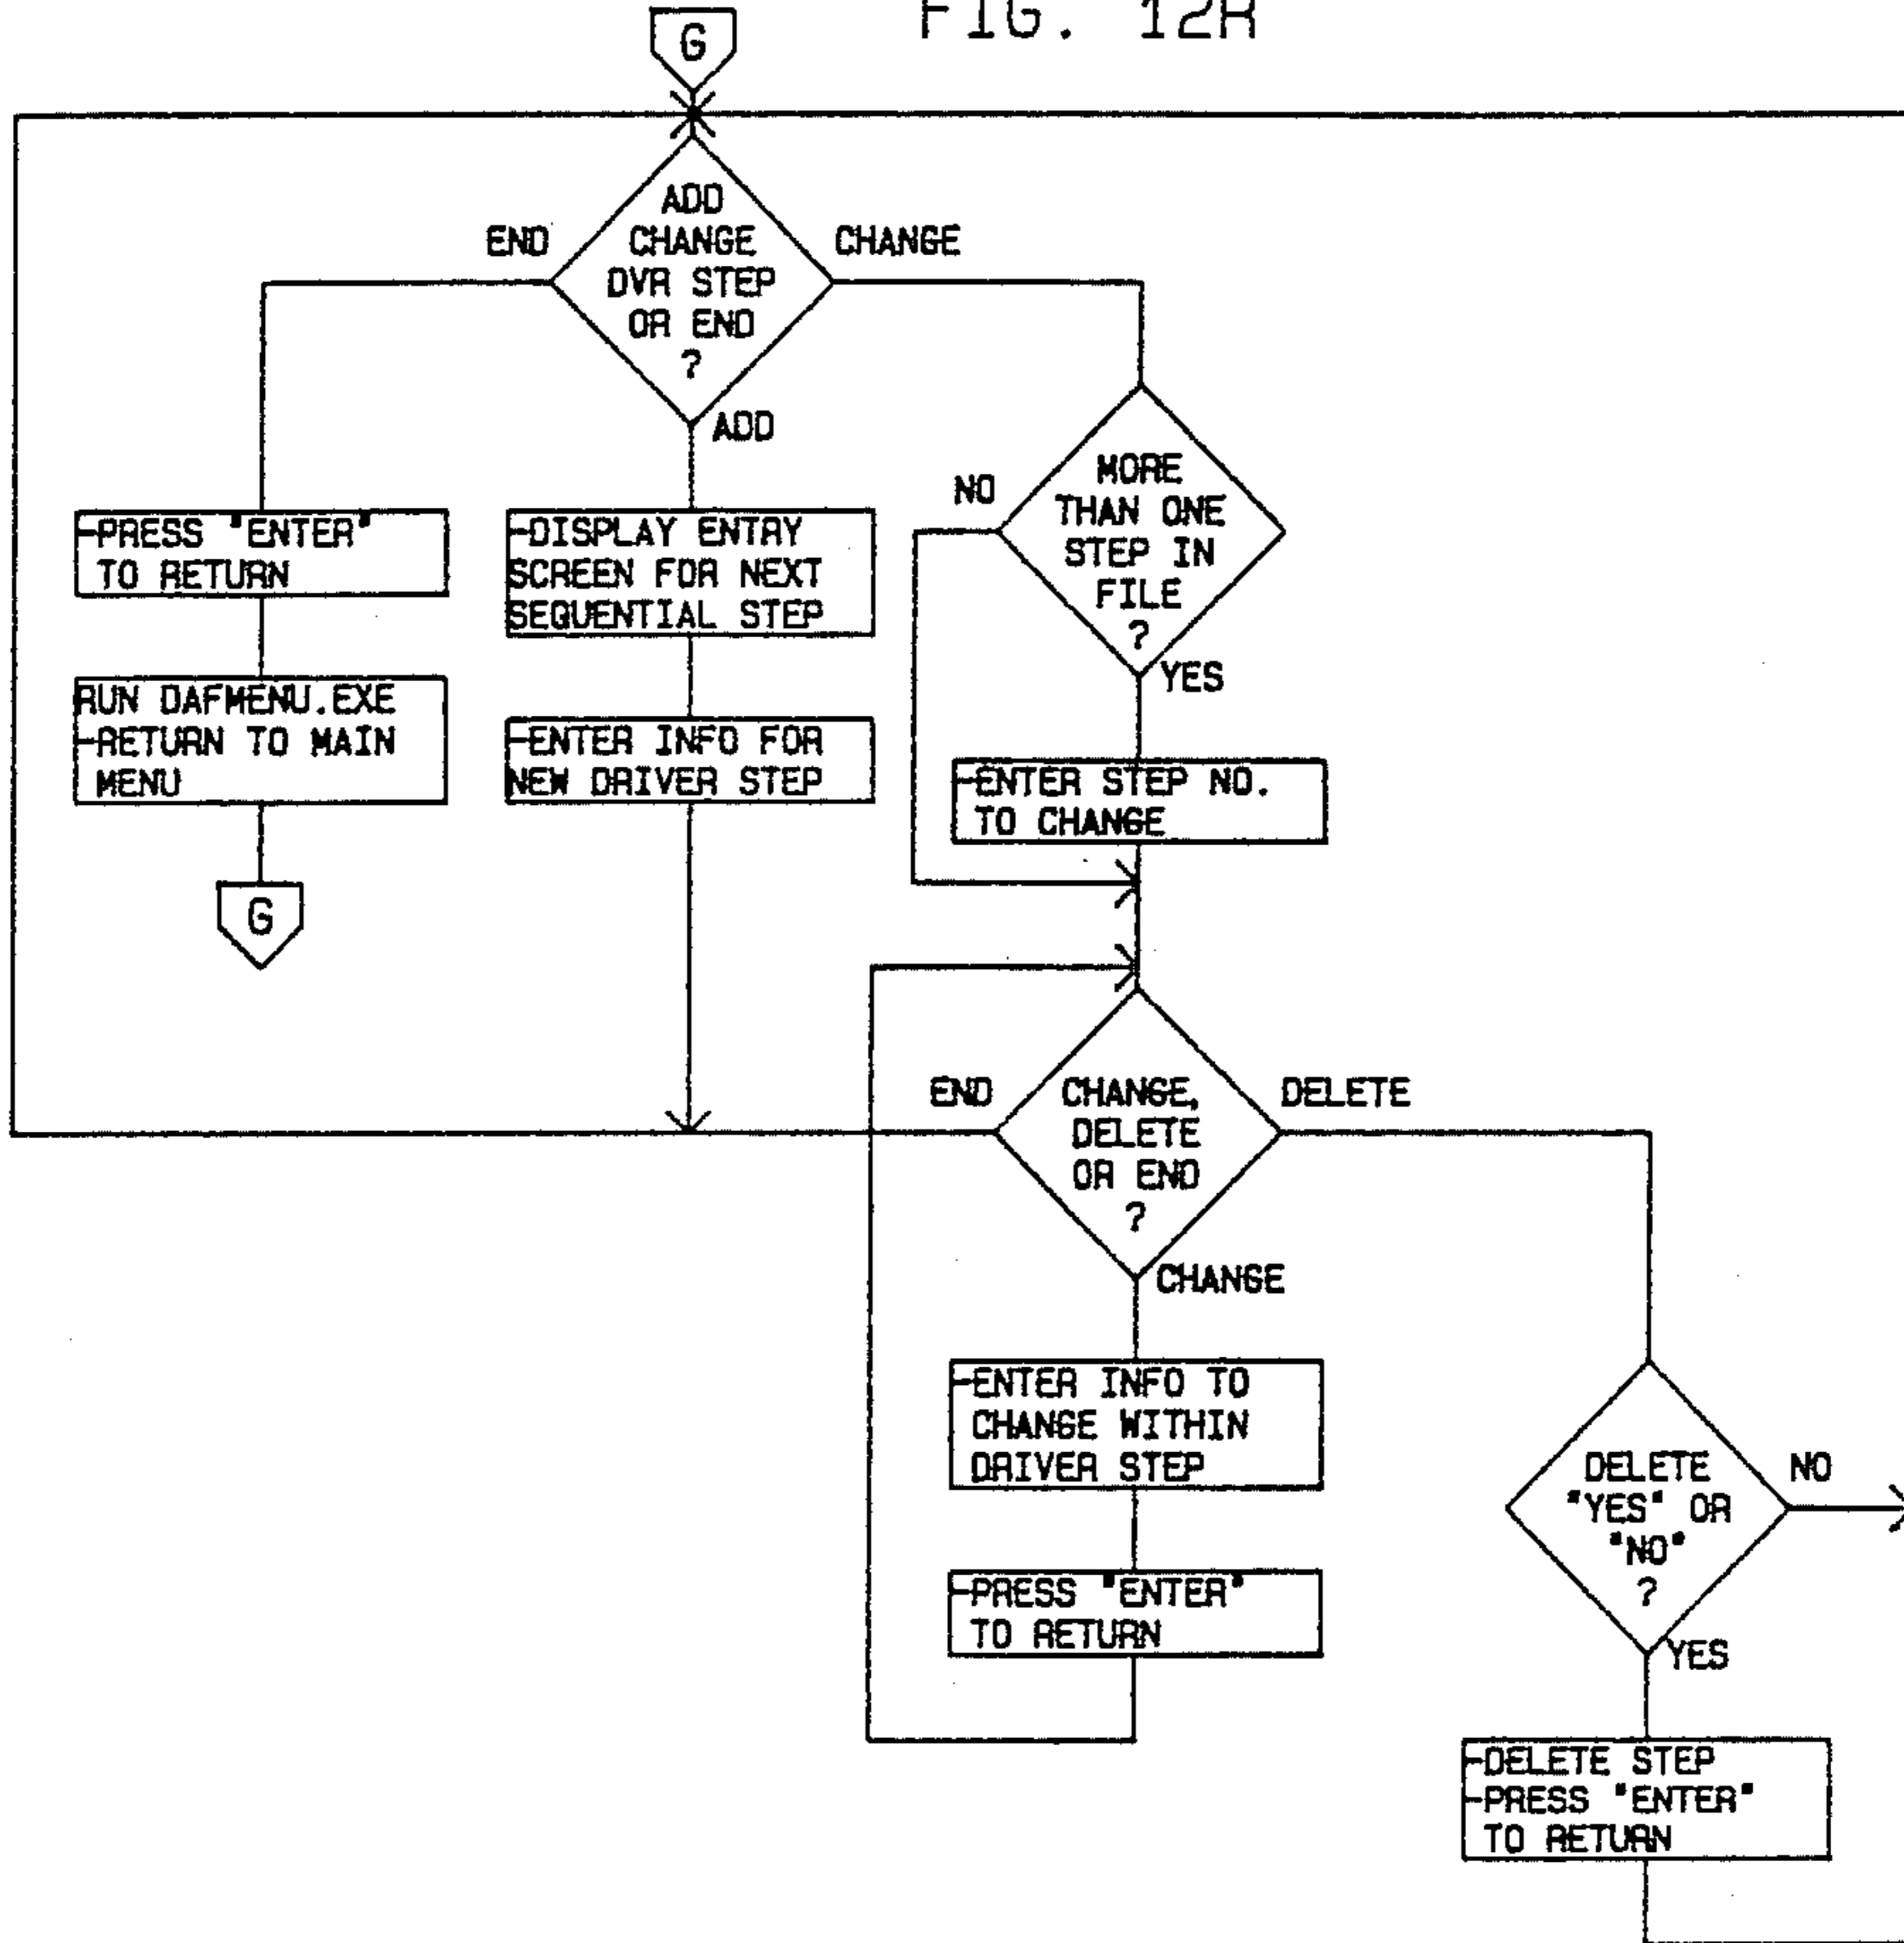 FIG. 12A
G
ADD
CHANGE
DVR STEP
OR END
?
END
CHANGE
ADD
-PRESS "ENTER"
TO RETURN
RUN DAFMENU.EXE
-RETURN TO MAIN
MENU
G
-DISPLAY ENTRY
SCREEN FOR NEXT
SEQUENTIAL STEP
-ENTER INFO FOR
NEW DRIVER STEP
MORE
THAN ONE
STEP IN
FILE
?
NO
YES
-ENTER STEP NO.
TO CHANGE
CHANGE,
DELETE
OR END
?
END
DELETE
CHANGE
-ENTER INFO TO
CHANGE WITHIN
DRIVER STEP
-PRESS "ENTER"
TO RETURN
DELETE
"YES" OR
"NO"
?
NO
YES
-DELETE STEP
-PRESS "ENTER"
TO RETURN